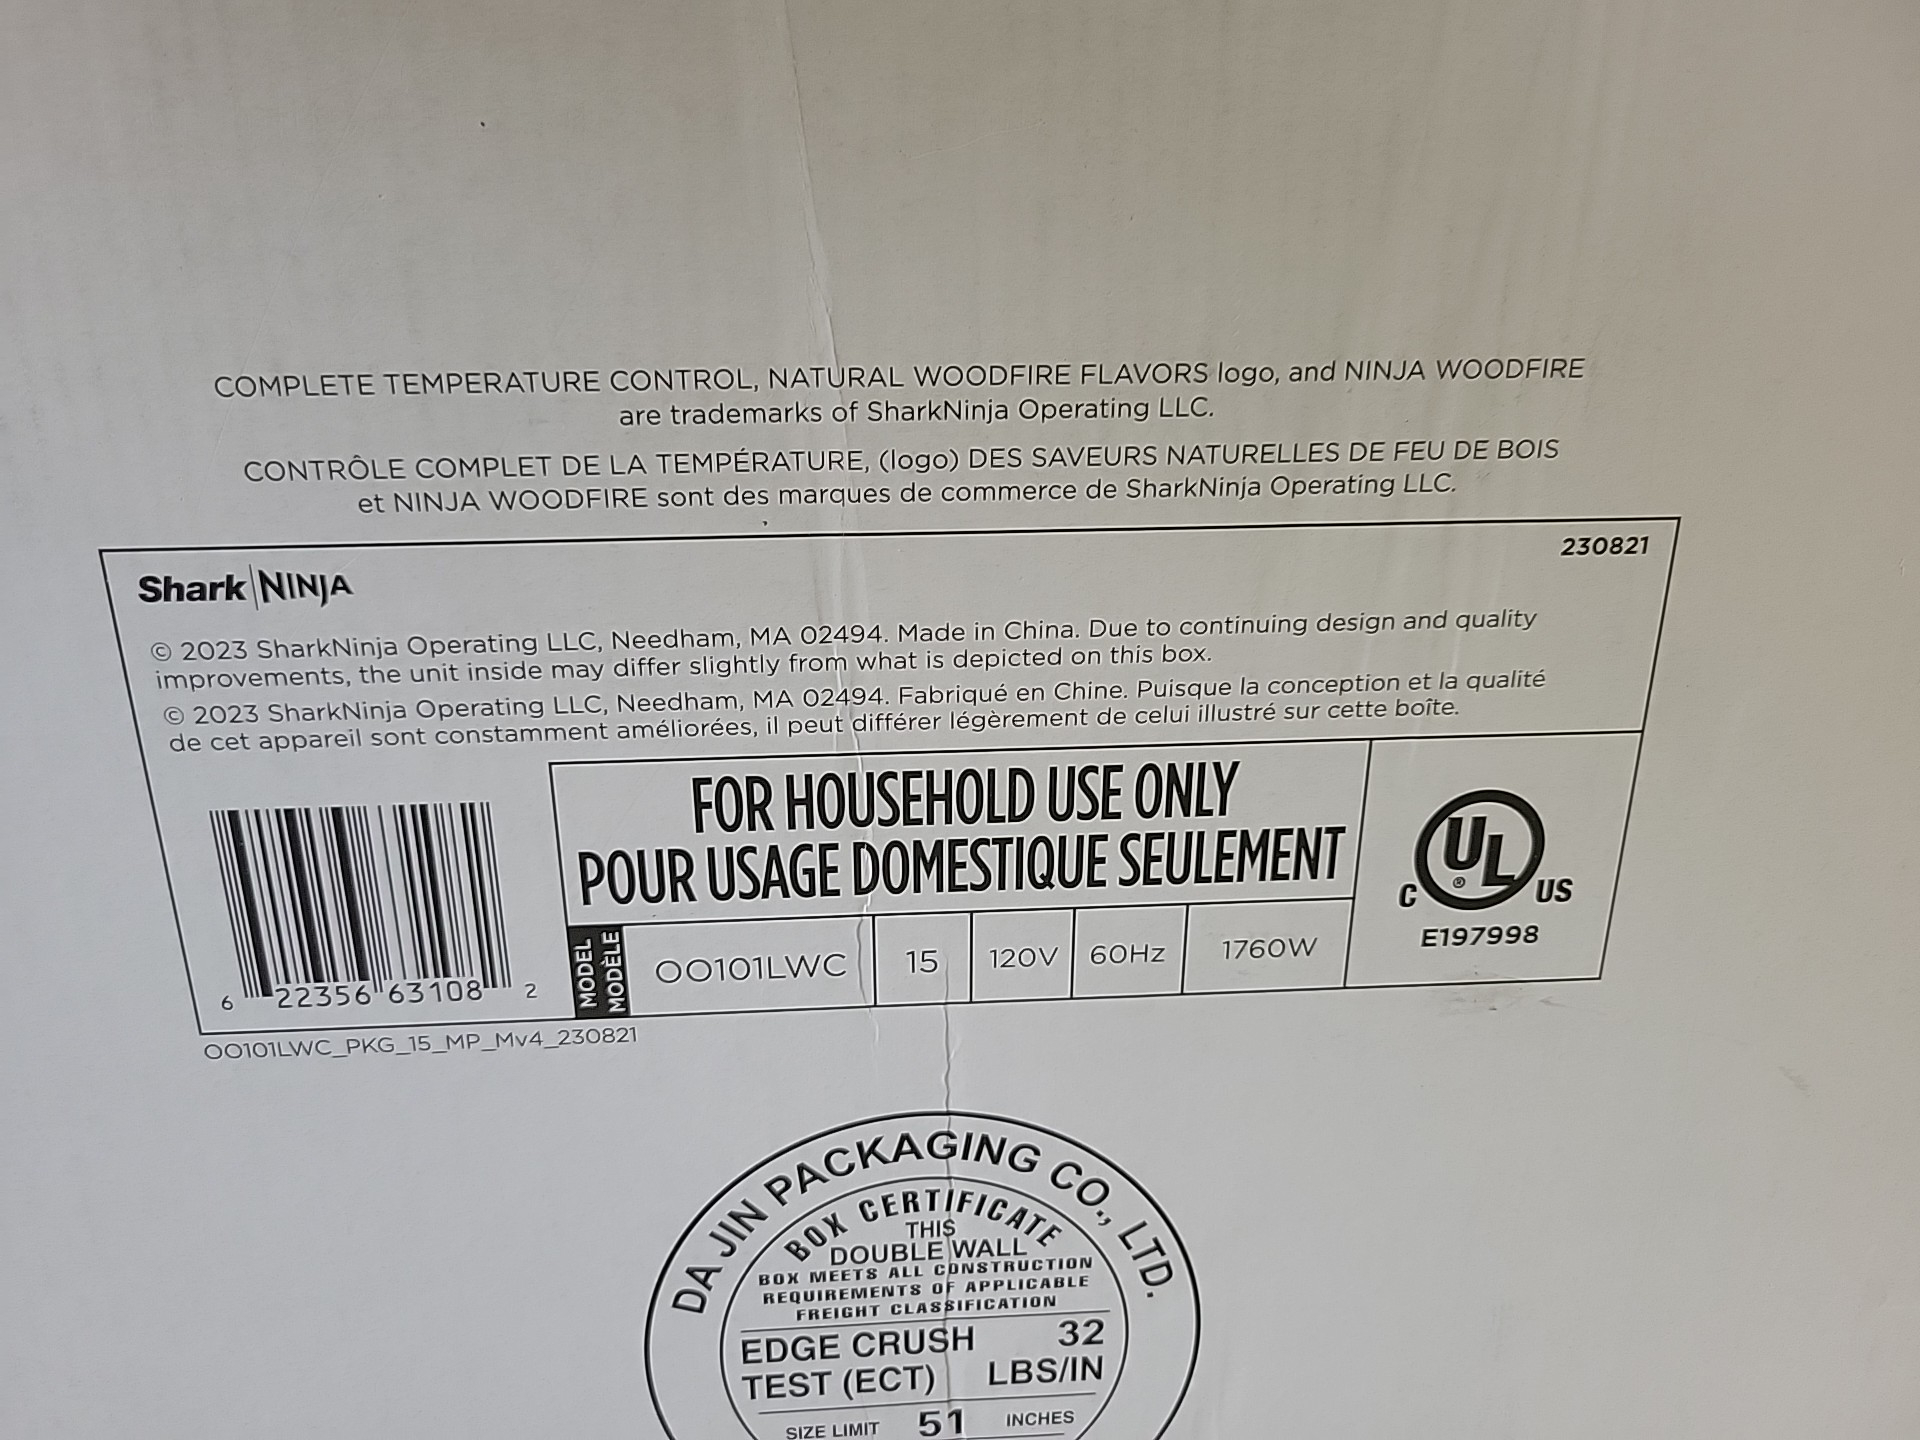 COMPLETE TEMPERATURE CONTROL, NATURAL WOODFIRE FLAVORS logo, and NINJA WOODFIRE
are trademarks of SharkNinja Operating LLC.
CONTRÔLE COMPLET DE LA TEMPÉRATURE, (logo) DES SAVEURS NATURELLES DE FEU DE BOIS
et NINJA WOODFIRE sont des marques de commerce de SharkNinja Operating LLC.
230821
Shark NINJA
© 2023 SharkNinja Operating LLC, Needham, MA 02494. Made in China. Due to continuing design and quality
improvements, the unit inside may differ slightly from what is depicted on this box.
© 2023 SharkNinja Operating LLC, Needham, MA 02494. Fabriqué en Chine. Puisque la conception et la qualité
de cet appareil sont constamment améliorées, il peut différer légèrement de celui illustré sur cette boîte.
FOR HOUSEHOLD USE ONLY
POUR USAGE DOMESTIQUE SEULEMENT
C UL ® US
E197998
MODEL
MODÈLE
OO101LWC 15 120V 60Hz 1760W
6 22356 63108 2
OO101LWC_PKG_15_MP_Mv4_230821
DA JIN PACKAGING CO., LTD.
BOX CERTIFICATE
THIS
DOUBLE WALL
BOX MEETS ALL CONSTRUCTION
REQUIREMENTS OF APPLICABLE
FREIGHT CLASSIFICATION
EDGE CRUSH 32
TEST (ECT) LBS/IN
SIZE LIMIT 51 INCHES